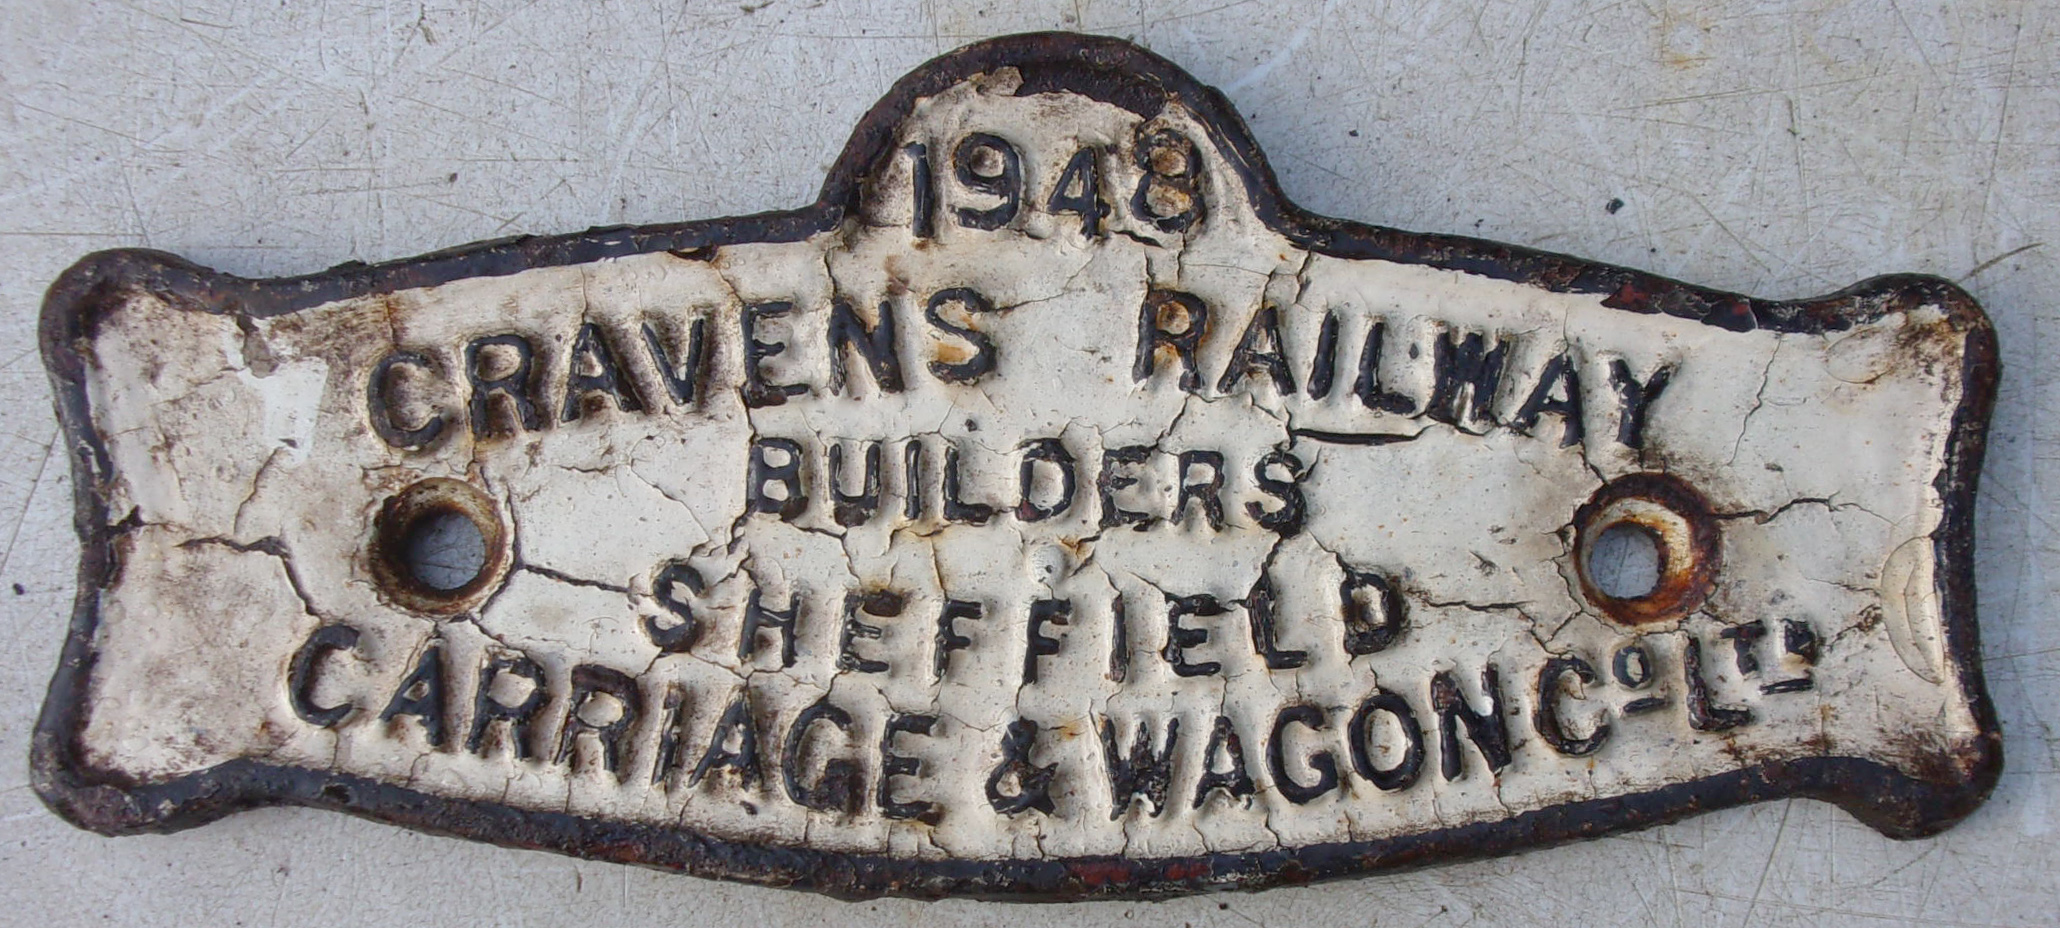 1948
CRAVENS RAILWAY
BUILDERS
SHEFFIELD
CARRIAGE & WAGON Co LTD